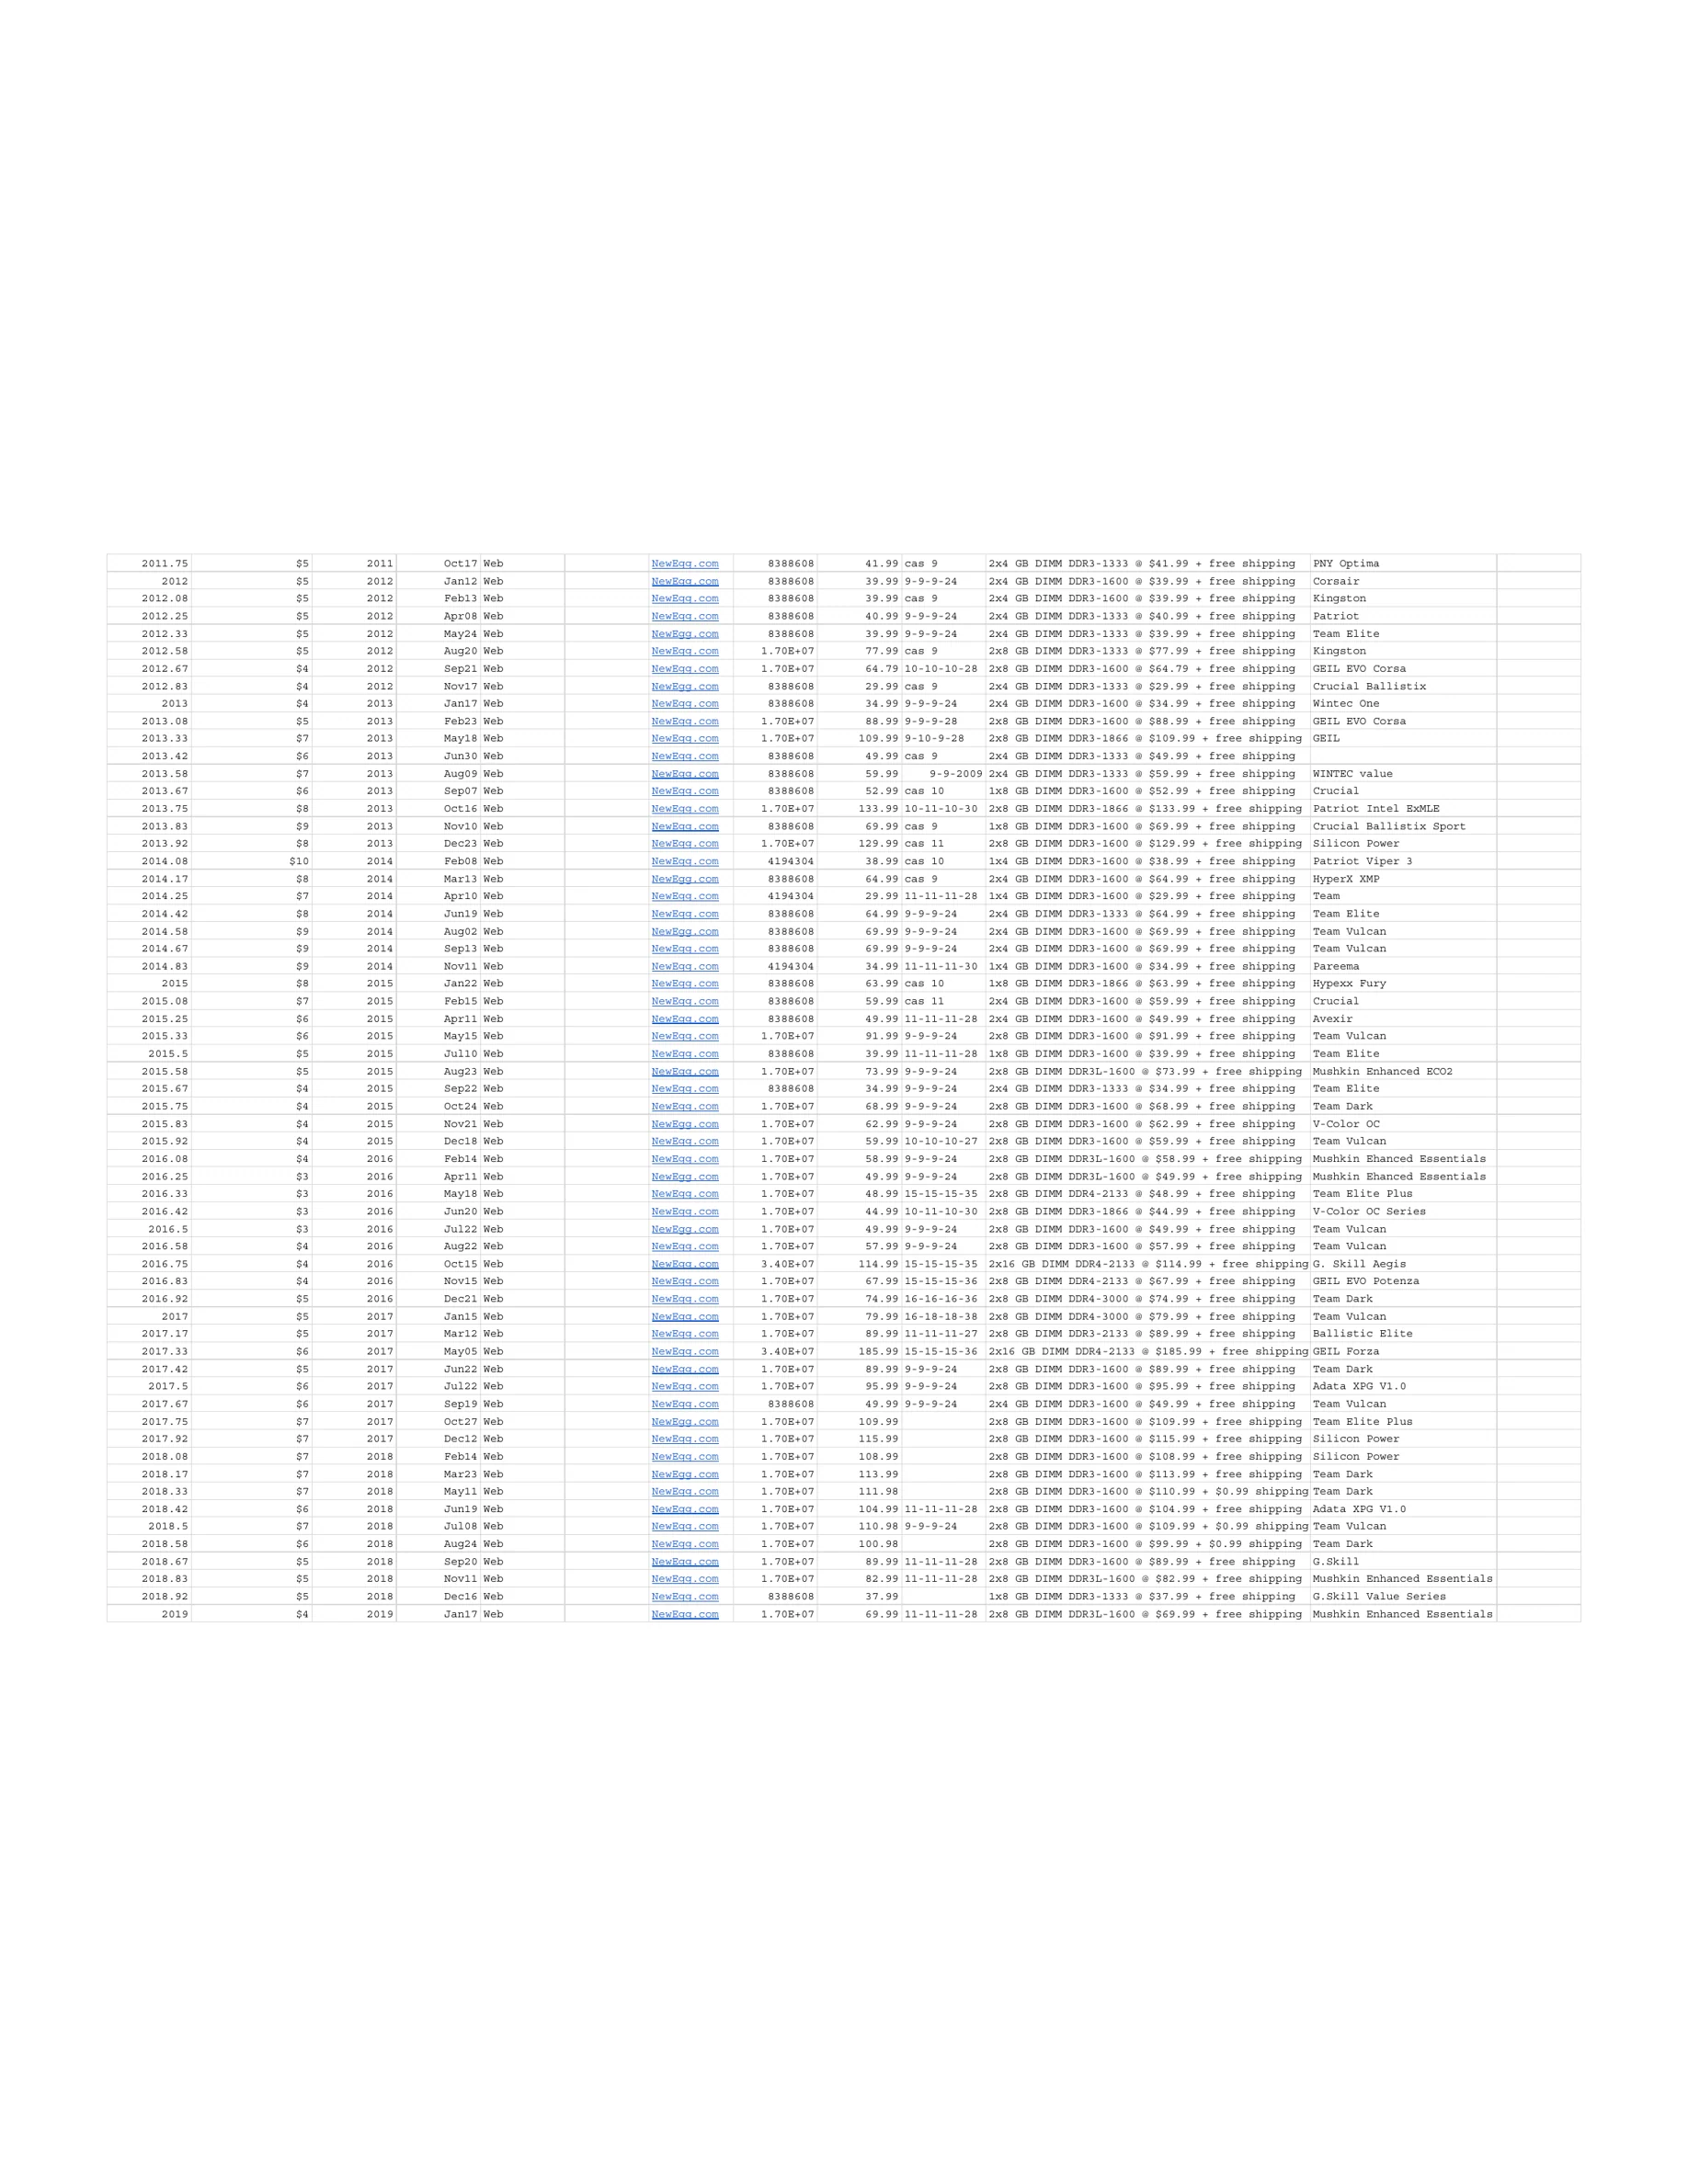 2011.75 $5 2011 Oct17 Web NewEgg.com 8388608 41.99 cas 9 2x4 GB DIMM DDR3-1333 @ $41.99 + free shipping PNY Optima
2012 $5 2012 Jan12 Web NewEgg.com 8388608 39.99 9-9-9-24 2x4 GB DIMM DDR3-1600 @ $39.99 + free shipping Corsair
2012.08 $5 2012 Feb13 Web NewEgg.com 8388608 39.99 cas 9 2x4 GB DIMM DDR3-1600 @ $39.99 + free shipping Kingston
2012.25 $5 2012 Apr08 Web NewEgg.com 8388608 40.99 9-9-9-24 2x4 GB DIMM DDR3-1333 @ $40.99 + free shipping Patriot
2012.33 $5 2012 May24 Web NewEgg.com 8388608 39.99 9-9-9-24 2x4 GB DIMM DDR3-1333 @ $39.99 + free shipping Team Elite
2012.58 $5 2012 Aug20 Web NewEgg.com 1.70E+07 77.99 cas 9 2x8 GB DIMM DDR3-1333 @ $77.99 + free shipping Kingston
2012.67 $4 2012 Sep21 Web NewEgg.com 1.70E+07 64.79 10-10-10-28 2x8 GB DIMM DDR3-1600 @ $64.79 + free shipping GEIL EVO Corsa
2012.83 $4 2012 Nov17 Web NewEgg.com 8388608 29.99 cas 9 2x4 GB DIMM DDR3-1333 @ $29.99 + free shipping Crucial Ballistix
2013 $4 2013 Jan17 Web NewEgg.com 8388608 34.99 9-9-9-24 2x4 GB DIMM DDR3-1600 @ $34.99 + free shipping Wintec One
2013.08 $5 2013 Feb23 Web NewEgg.com 1.70E+07 88.99 9-9-9-28 2x8 GB DIMM DDR3-1600 @ $88.99 + free shipping GEIL EVO Corsa
2013.33 $7 2013 May18 Web NewEgg.com 1.70E+07 109.99 9-10-9-28 2x8 GB DIMM DDR3-1866 @ $109.99 + free shipping GEIL
2013.42 $6 2013 Jun30 Web NewEgg.com 8388608 49.99 cas 9 2x4 GB DIMM DDR3-1333 @ $49.99 + free shipping
2013.58 $7 2013 Aug09 Web NewEgg.com 8388608 59.99 9-9-2009 2x4 GB DIMM DDR3-1333 @ $59.99 + free shipping WINTEC value
2013.67 $6 2013 Sep07 Web NewEgg.com 8388608 52.99 cas 10 1x8 GB DIMM DDR3-1600 @ $52.99 + free shipping Crucial
2013.75 $8 2013 Oct16 Web NewEgg.com 1.70E+07 133.99 10-11-10-30 2x8 GB DIMM DDR3-1866 @ $133.99 + free shipping Patriot Intel ExMLE
2013.83 $9 2013 Nov10 Web NewEgg.com 8388608 69.99 cas 9 1x8 GB DIMM DDR3-1600 @ $69.99 + free shipping Crucial Ballistix Sport
2013.92 $8 2013 Dec23 Web NewEgg.com 1.70E+07 129.99 cas 11 2x8 GB DIMM DDR3-1600 @ $129.99 + free shipping Silicon Power
2014.08 $10 2014 Feb08 Web NewEgg.com 4194304 38.99 cas 10 1x4 GB DIMM DDR3-1600 @ $38.99 + free shipping Patriot Viper 3
2014.17 $8 2014 Mar13 Web NewEgg.com 8388608 64.99 cas 9 2x4 GB DIMM DDR3-1600 @ $64.99 + free shipping HyperX XMP
2014.25 $7 2014 Apr10 Web NewEgg.com 4194304 29.99 11-11-11-28 1x4 GB DIMM DDR3-1600 @ $29.99 + free shipping Team
2014.42 $8 2014 Jun19 Web NewEgg.com 8388608 64.99 9-9-9-24 2x4 GB DIMM DDR3-1333 @ $64.99 + free shipping Team Elite
2014.58 $9 2014 Aug02 Web NewEgg.com 8388608 69.99 9-9-9-24 2x4 GB DIMM DDR3-1600 @ $69.99 + free shipping Team Vulcan
2014.67 $9 2014 Sep13 Web NewEgg.com 8388608 69.99 9-9-9-24 2x4 GB DIMM DDR3-1600 @ $69.99 + free shipping Team Vulcan
2014.83 $9 2014 Nov11 Web NewEgg.com 4194304 34.99 11-11-11-30 1x4 GB DIMM DDR3-1600 @ $34.99 + free shipping Pareema
2015 $8 2015 Jan22 Web NewEgg.com 8388608 63.99 cas 10 1x8 GB DIMM DDR3-1866 @ $63.99 + free shipping Hypexx Fury
2015.08 $7 2015 Feb15 Web NewEgg.com 8388608 59.99 cas 11 2x4 GB DIMM DDR3-1600 @ $59.99 + free shipping Crucial
2015.25 $6 2015 Apr11 Web NewEgg.com 8388608 49.99 11-11-11-28 2x4 GB DIMM DDR3-1600 @ $49.99 + free shipping Avexir
2015.33 $6 2015 May15 Web NewEgg.com 1.70E+07 91.99 9-9-9-24 2x8 GB DIMM DDR3-1600 @ $91.99 + free shipping Team Vulcan
2015.5 $5 2015 Jul10 Web NewEgg.com 8388608 39.99 11-11-11-28 1x8 GB DIMM DDR3-1600 @ $39.99 + free shipping Team Elite
2015.58 $5 2015 Aug23 Web NewEgg.com 1.70E+07 73.99 9-9-9-24 2x8 GB DIMM DDR3L-1600 @ $73.99 + free shipping Mushkin Enhanced ECO2
2015.67 $4 2015 Sep22 Web NewEgg.com 8388608 34.99 9-9-9-24 2x4 GB DIMM DDR3-1333 @ $34.99 + free shipping Team Elite
2015.75 $4 2015 Oct24 Web NewEgg.com 1.70E+07 68.99 9-9-9-24 2x8 GB DIMM DDR3-1600 @ $68.99 + free shipping Team Dark
2015.83 $4 2015 Nov21 Web NewEgg.com 1.70E+07 62.99 9-9-9-24 2x8 GB DIMM DDR3-1600 @ $62.99 + free shipping V-Color OC
2015.92 $4 2015 Dec18 Web NewEgg.com 1.70E+07 59.99 10-10-10-27 2x8 GB DIMM DDR3-1600 @ $59.99 + free shipping Team Vulcan
2016.08 $4 2016 Feb14 Web NewEgg.com 1.70E+07 58.99 9-9-9-24 2x8 GB DIMM DDR3L-1600 @ $58.99 + free shipping Mushkin Ehanced Essentials
2016.25 $3 2016 Apr11 Web NewEgg.com 1.70E+07 49.99 9-9-9-24 2x8 GB DIMM DDR3L-1600 @ $49.99 + free shipping Mushkin Ehanced Essentials
2016.33 $3 2016 May18 Web NewEgg.com 1.70E+07 48.99 15-15-15-35 2x8 GB DIMM DDR4-2133 @ $48.99 + free shipping Team Elite Plus
2016.42 $3 2016 Jun20 Web NewEgg.com 1.70E+07 44.99 10-11-10-30 2x8 GB DIMM DDR3-1866 @ $44.99 + free shipping V-Color OC Series
2016.5 $3 2016 Jul22 Web NewEgg.com 1.70E+07 49.99 9-9-9-24 2x8 GB DIMM DDR3-1600 @ $49.99 + free shipping Team Vulcan
2016.58 $4 2016 Aug22 Web NewEgg.com 1.70E+07 57.99 9-9-9-24 2x8 GB DIMM DDR3-1600 @ $57.99 + free shipping Team Vulcan
2016.75 $4 2016 Oct15 Web NewEgg.com 3.40E+07 114.99 15-15-15-35 2x16 GB DIMM DDR4-2133 @ $114.99 + free shipping G. Skill Aegis
2016.83 $4 2016 Nov15 Web NewEgg.com 1.70E+07 67.99 15-15-15-36 2x8 GB DIMM DDR4-2133 @ $67.99 + free shipping GEIL EVO Potenza
2016.92 $5 2016 Dec21 Web NewEgg.com 1.70E+07 74.99 16-16-16-36 2x8 GB DIMM DDR4-3000 @ $74.99 + free shipping Team Dark
2017 $5 2017 Jan15 Web NewEgg.com 1.70E+07 79.99 16-18-18-38 2x8 GB DIMM DDR4-3000 @ $79.99 + free shipping Team Vulcan
2017.17 $5 2017 Mar12 Web NewEgg.com 1.70E+07 89.99 11-11-11-27 2x8 GB DIMM DDR3-2133 @ $89.99 + free shipping Ballistic Elite
2017.33 $6 2017 May05 Web NewEgg.com 3.40E+07 185.99 15-15-15-36 2x16 GB DIMM DDR4-2133 @ $185.99 + free shipping GEIL Forza
2017.42 $5 2017 Jun22 Web NewEgg.com 1.70E+07 89.99 9-9-9-24 2x8 GB DIMM DDR3-1600 @ $89.99 + free shipping Team Dark
2017.5 $6 2017 Jul22 Web NewEgg.com 1.70E+07 95.99 9-9-9-24 2x8 GB DIMM DDR3-1600 @ $95.99 + free shipping Adata XPG V1.0
2017.67 $6 2017 Sep19 Web NewEgg.com 8388608 49.99 9-9-9-24 2x4 GB DIMM DDR3-1600 @ $49.99 + free shipping Team Vulcan
2017.75 $7 2017 Oct27 Web NewEgg.com 1.70E+07 109.99 2x8 GB DIMM DDR3-1600 @ $109.99 + free shipping Team Elite Plus
2017.92 $7 2017 Dec12 Web NewEgg.com 1.70E+07 115.99 2x8 GB DIMM DDR3-1600 @ $115.99 + free shipping Silicon Power
2018.08 $7 2018 Feb14 Web NewEgg.com 1.70E+07 108.99 2x8 GB DIMM DDR3-1600 @ $108.99 + free shipping Silicon Power
2018.17 $7 2018 Mar23 Web NewEgg.com 1.70E+07 113.99 2x8 GB DIMM DDR3-1600 @ $113.99 + free shipping Team Dark
2018.33 $7 2018 May11 Web NewEgg.com 1.70E+07 111.98 2x8 GB DIMM DDR3-1600 @ $110.99 + $0.99 shipping Team Dark
2018.42 $6 2018 Jun19 Web NewEgg.com 1.70E+07 104.99 11-11-11-28 2x8 GB DIMM DDR3-1600 @ $104.99 + free shipping Adata XPG V1.0
2018.5 $7 2018 Jul08 Web NewEgg.com 1.70E+07 110.98 9-9-9-24 2x8 GB DIMM DDR3-1600 @ $109.99 + $0.99 shipping Team Vulcan
2018.58 $6 2018 Aug24 Web NewEgg.com 1.70E+07 100.98 2x8 GB DIMM DDR3-1600 @ $99.99 + $0.99 shipping Team Dark
2018.67 $5 2018 Sep20 Web NewEgg.com 1.70E+07 89.99 11-11-11-28 2x8 GB DIMM DDR3-1600 @ $89.99 + free shipping G.Skill
2018.83 $5 2018 Nov11 Web NewEgg.com 1.70E+07 82.99 11-11-11-28 2x8 GB DIMM DDR3L-1600 @ $82.99 + free shipping Mushkin Enhanced Essentials
2018.92 $5 2018 Dec16 Web NewEgg.com 8388608 37.99 1x8 GB DIMM DDR3-1333 @ $37.99 + free shipping G.Skill Value Series
2019 $4 2019 Jan17 Web NewEgg.com 1.70E+07 69.99 11-11-11-28 2x8 GB DIMM DDR3L-1600 @ $69.99 + free shipping Mushkin Enhanced Essentials